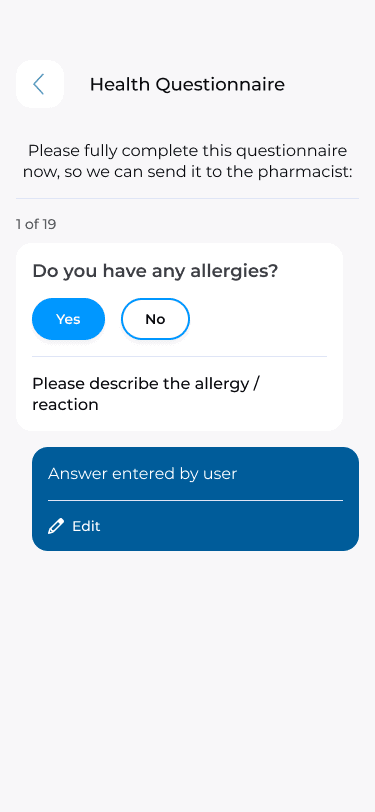 Health Questionnaire
Please fully complete this questionnaire
now, so we can send it to the pharmacist:
1 of 19
Do you have any allergies?
Yes
No
Please describe the allergy /
reaction
Answer entered by user
Edit